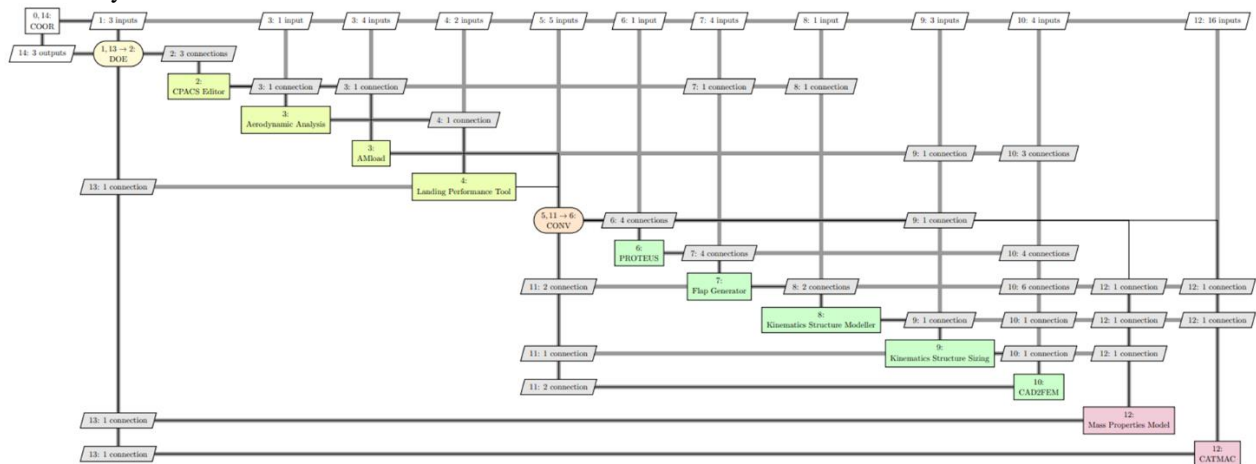 0, 14:
COOR
1: 3 inputs
3: 1 input
3: 4 inputs
4: 2 inputs
5: 5 inputs
6: 1 input
7: 4 inputs
8: 1 input
9: 3 inputs
10: 4 inputs
12: 16 inputs
14: 3 outputs
1, 13 → 2:
DOE
2: 3 connections
2:
CPACS Editor
3: 1 connection
3: 1 connection
7: 1 connection
8: 1 connection
3:
Aerodynamic Analysis
4: 1 connection
3:
AMload
9: 1 connection
10: 3 connections
13: 1 connection
4:
Landing Performance Tool
5, 11 → 6:
CONV
6: 4 connections
9: 1 connection
6:
PROTEUS
7: 4 connections
10: 4 connections
11: 2 connection
7:
Flap Generator
8: 2 connections
10: 6 connections
12: 1 connection
12: 1 connection
8:
Kinematics Structure Modeller
9: 1 connection
10: 1 connection
12: 1 connection
12: 1 connection
11: 1 connection
9:
Kinematics Structure Sizing
10: 1 connection
12: 1 connection
11: 2 connection
10:
CAD2FEM
13: 1 connection
12:
Mass Properties Model
13: 1 connection
12:
CATMAC